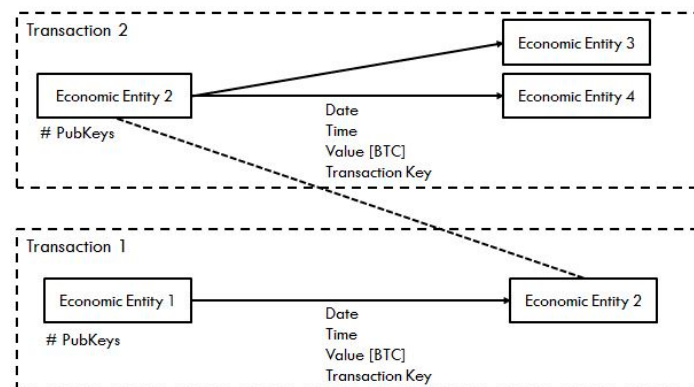 Transaction 2
Economic Entity 3
Economic Entity 2
Economic Entity 4
# PubKeys
Date
Time
Value [BTC]
Transaction Key
Transaction 1
Economic Entity 1
Economic Entity 2
# PubKeys
Date
Time
Value [BTC]
Transaction Key